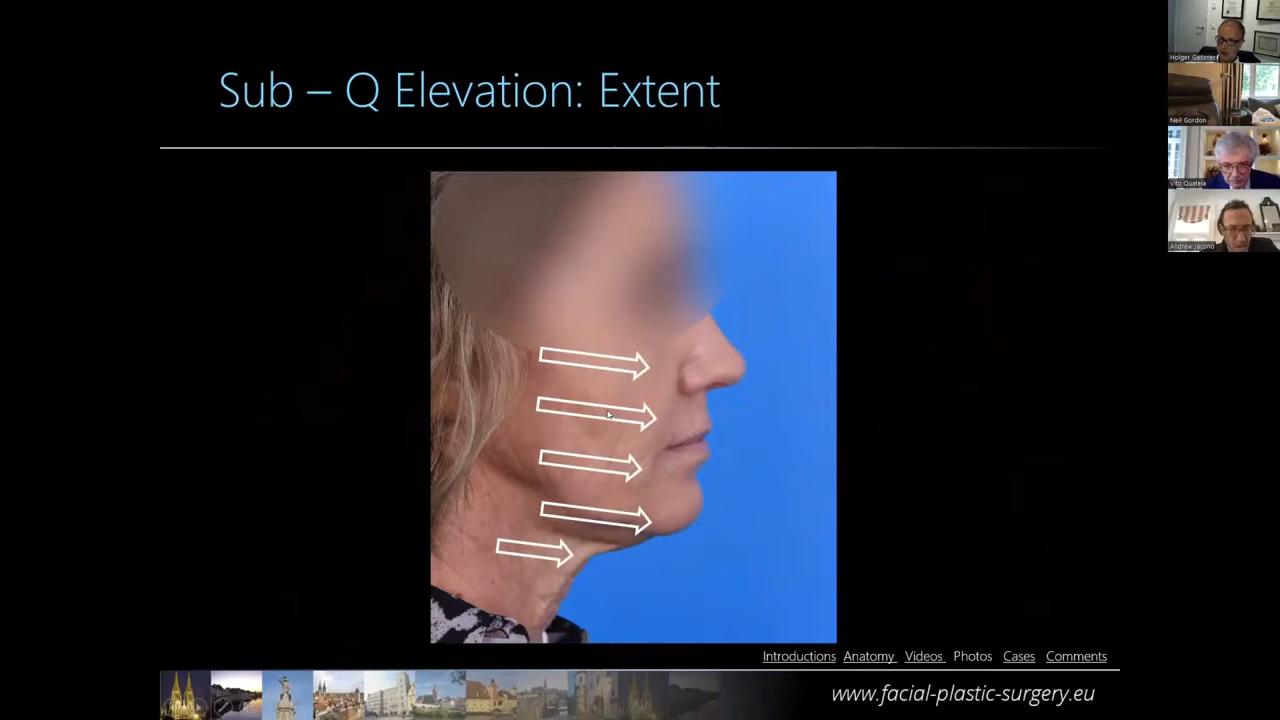 Sub – Q Elevation: Extent
Holger Gassner
Neil Gordon
Vito Quatela
Andrew Jacono
Introductions Anatomy Videos Photos Cases Comments
www.facial-plastic-surgery.eu